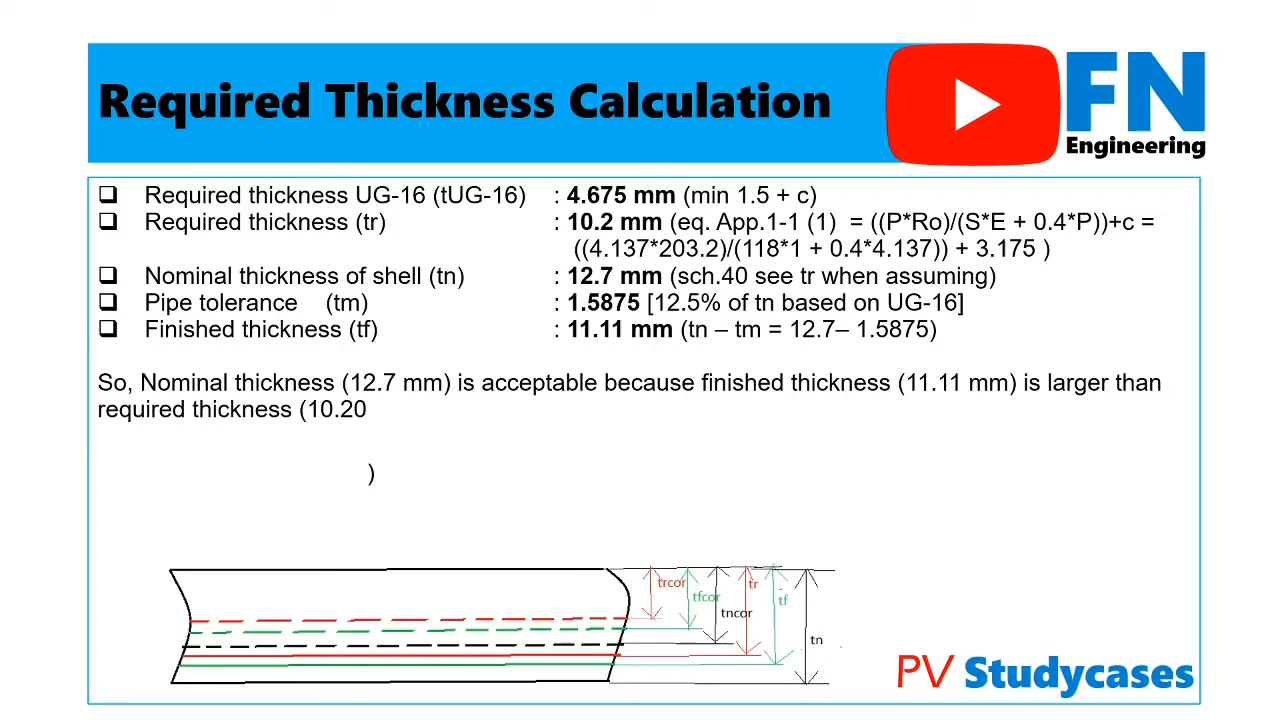 Required Thickness Calculation
FN
Engineering
❑ Required thickness UG-16 (tUG-16) : 4.675 mm (min 1.5 + c)
❑ Required thickness (tr) : 10.2 mm (eq. App.1-1 (1) = ((P*Ro)/(S*E + 0.4*P))+c =
((4.137*203.2)/(118*1 + 0.4*4.137)) + 3.175 )
❑ Nominal thickness of shell (tn) : 12.7 mm (sch.40 see tr when assuming)
❑ Pipe tolerance (tm) : 1.5875 [12.5% of tn based on UG-16]
❑ Finished thickness (tf) : 11.11 mm (tn – tm = 12.7– 1.5875)
So, Nominal thickness (12.7 mm) is acceptable because finished thickness (11.11 mm) is larger than
required thickness (10.20
)
trcor
tfcor
tncor
tr
tf
tn
PV Studycases